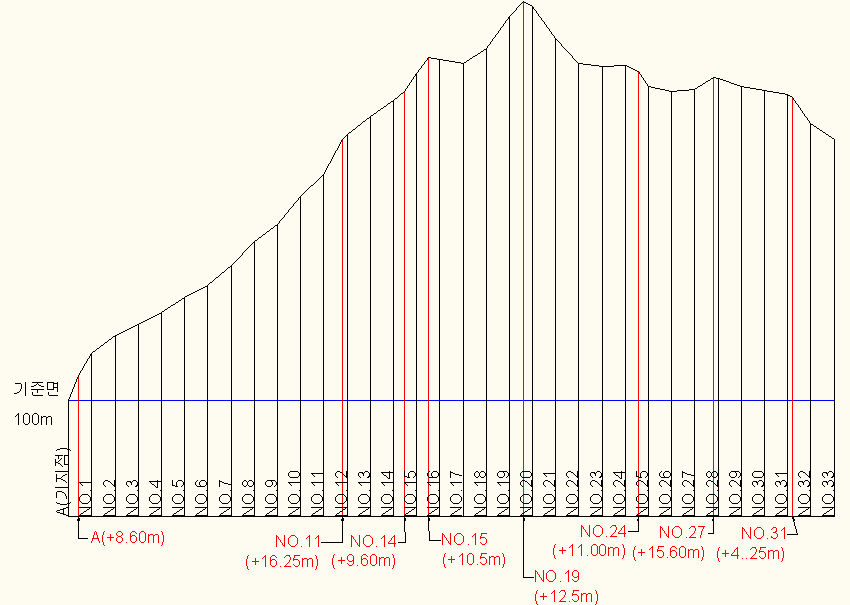 기준면
100m
A(기지점)
NO.1
NO.2
NO.3
NO.4
NO.5
NO.6
NO.7
NO.8
NO.9
NO.10
NO.11
NO.12
NO.13
NO.14
NO.15
NO.16
NO.17
NO.18
NO.19
NO.20
NO.21
NO.22
NO.23
NO.24
NO.25
NO.26
NO.27
NO.28
NO.29
NO.30
NO.31
NO.32
NO.33
A(+8.60m)
NO.11
(+16.25m)
NO.14
(+9.60m)
NO.15
(+10.5m)
NO.19
(+12.5m)
NO.24
(+11.00m)
NO.27
(+15.60m)
NO.31
(+4..25m)